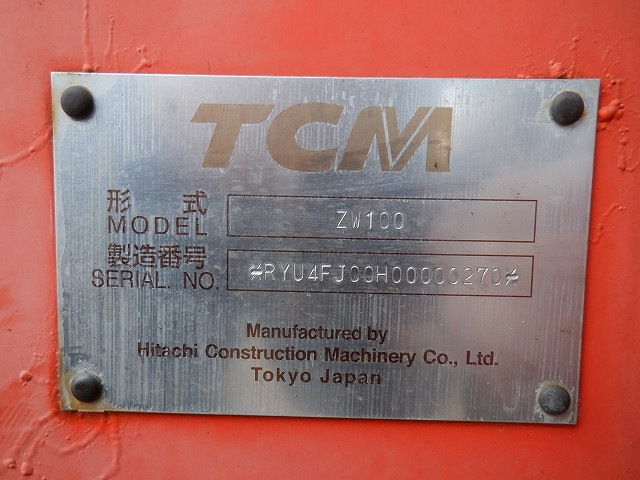 TCM
形式
MODEL
ZW100
製造番号
SERIAL NO.
*RYU4FJ00H00000270*
Manufactured by
Hitachi Construction Machinery Co., Ltd.
Tokyo Japan